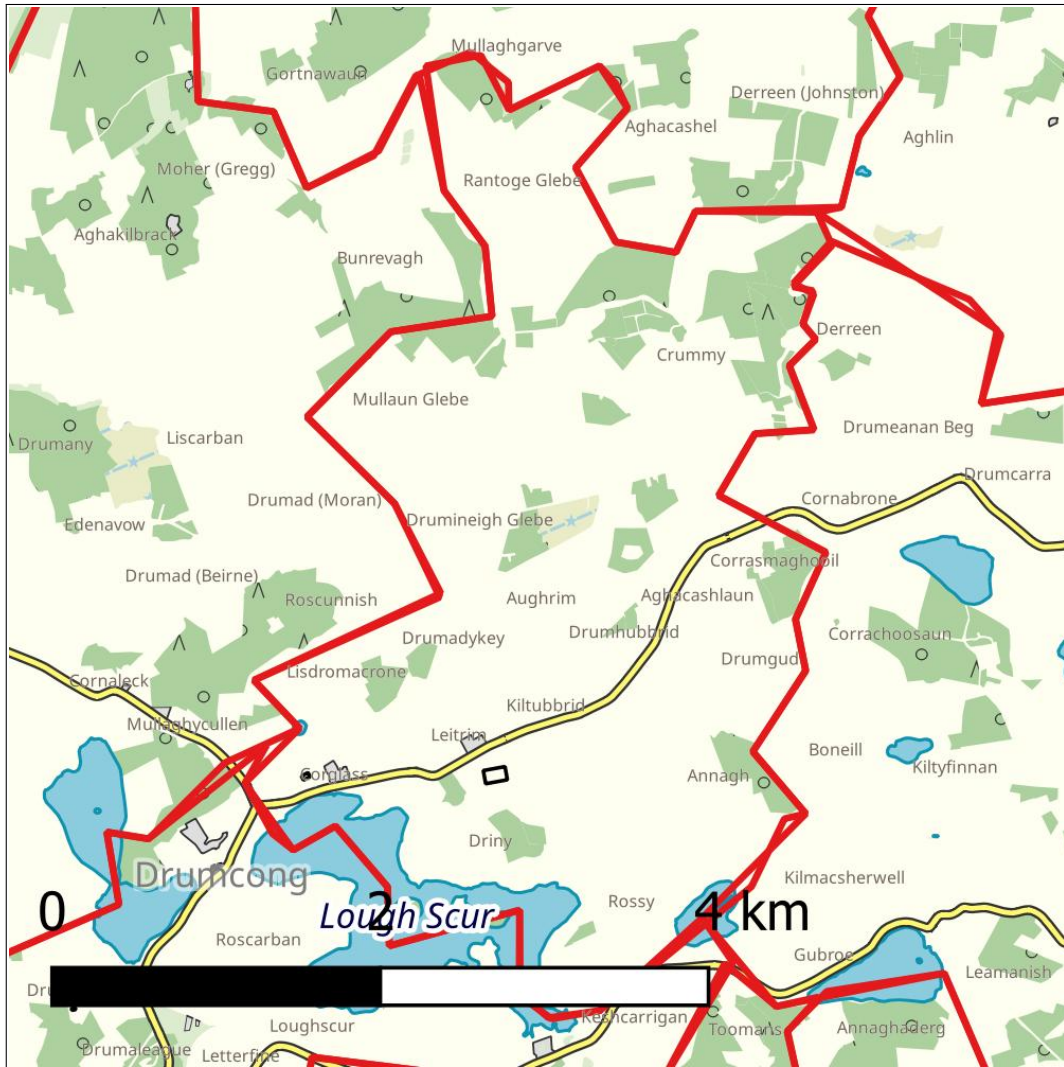 Mullaghgarve
Gortnawaun
Derreen (Johnston)
Aghacashel
Aghlin
Moher (Gregg)
Rantoge Glebe
Aghakilbrack
Bunrevagh
Derreen
Crummy
Mullaun Glebe
Drumeanan Beg
Drumany
Liscarban
Drumcarra
Drumad (Moran)
Cornabrone
Drumineigh Glebe
Edenavow
Corrasmaghooil
Drumad (Beirne)
Roscunnish
Aughrim
Aghacashlaun
Drumadykey
Drumhubbrid
Corrachoosaun
Lisdromacrone
Drumgud
Cornaleck
Kiltubbrid
Mullaghycullen
Leitrim
Boneill
Corglass
Annagh
Kiltyfinnan
Driny
Drumcong
Kilmacsherwell
0 2 4 km
Lough Scur
Rossy
Roscarban
Gubroe
Leamanish
Loughscur
Keshcarrigan
Toomans
Annaghaderg
Drumaleague
Letterfine